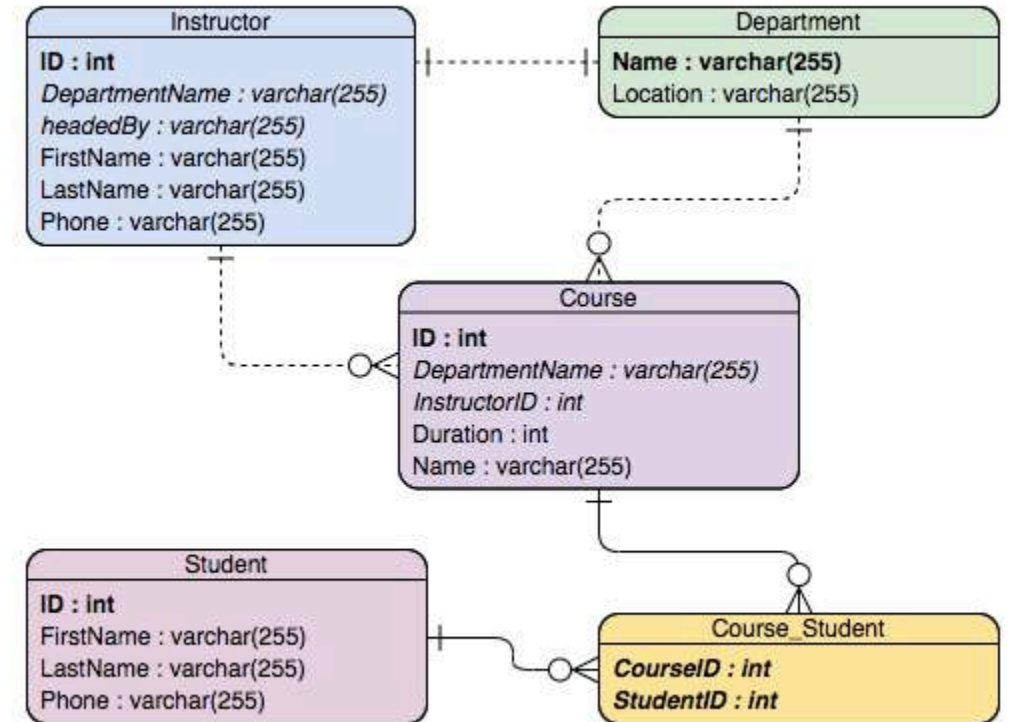 Instructor
ID : int
DepartmentName : varchar(255)
headedBy : varchar(255)
FirstName : varchar(255)
LastName : varchar(255)
Phone : varchar(255)
Department
Name : varchar(255)
Location : varchar(255)
Course
ID : int
DepartmentName : varchar(255)
InstructorID : int
Duration : int
Name : varchar(255)
Student
ID : int
FirstName : varchar(255)
LastName : varchar(255)
Phone : varchar(255)
Course_Student
CourseID : int
StudentID : int